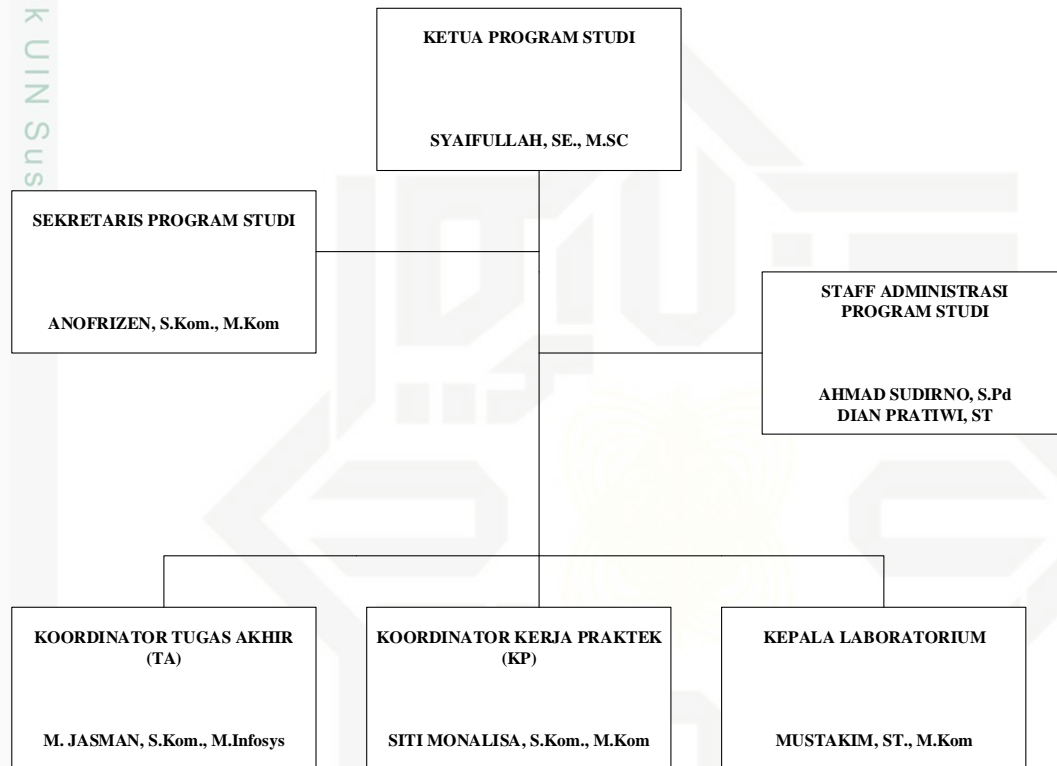 k UIN Sus
KETUA PROGRAM STUDI
SYAIFULLAH, SE., M.SC
SEKRETARIS PROGRAM STUDI
ANOFRIZEN, S.Kom., M.Kom
STAFF ADMINISTRASI
PROGRAM STUDI
AHMAD SUDIRNO, S.Pd
DIAN PRATIWI, ST
KOORDINATOR TUGAS AKHIR
(TA)
M. JASMAN, S.Kom., M.Infosys
KOORDINATOR KERJA PRAKTEK
(KP)
SITI MONALISA, S.Kom., M.Kom
KEPALA LABORATORIUM
MUSTAKIM, ST., M.Kom